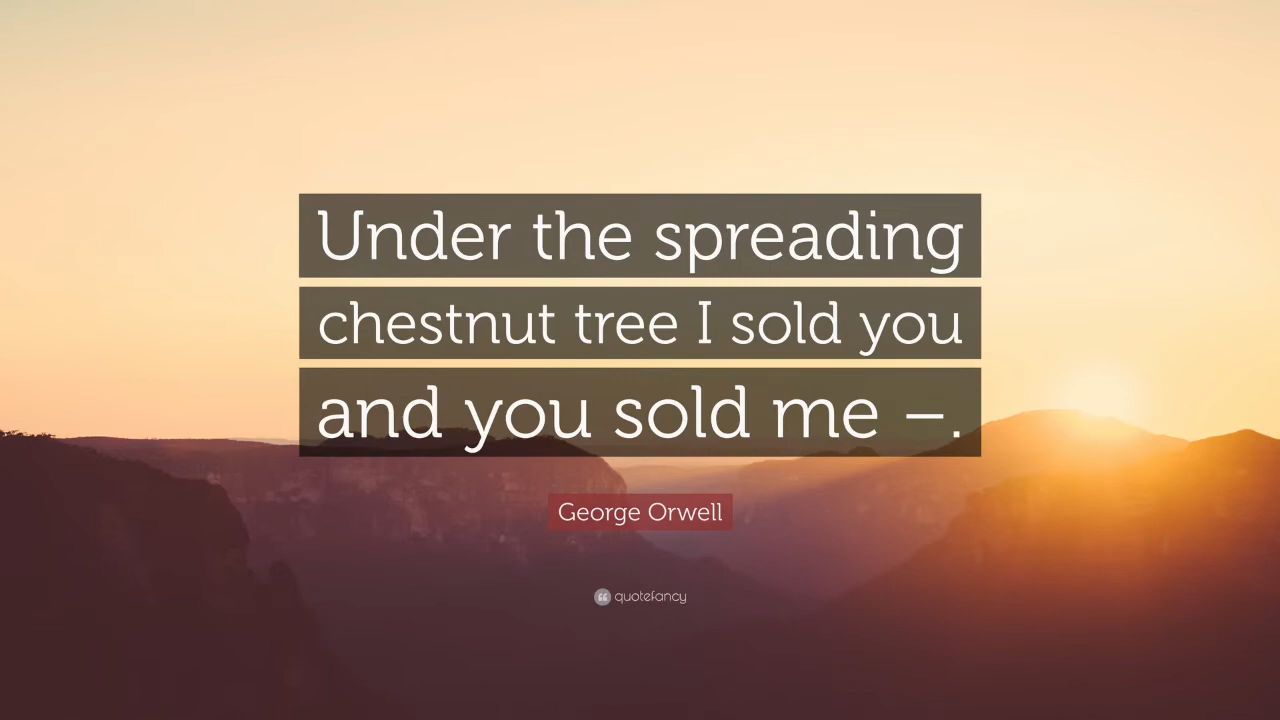 Under the spreading
chestnut tree I sold you
and you sold me –.
George Orwell
quotefancy